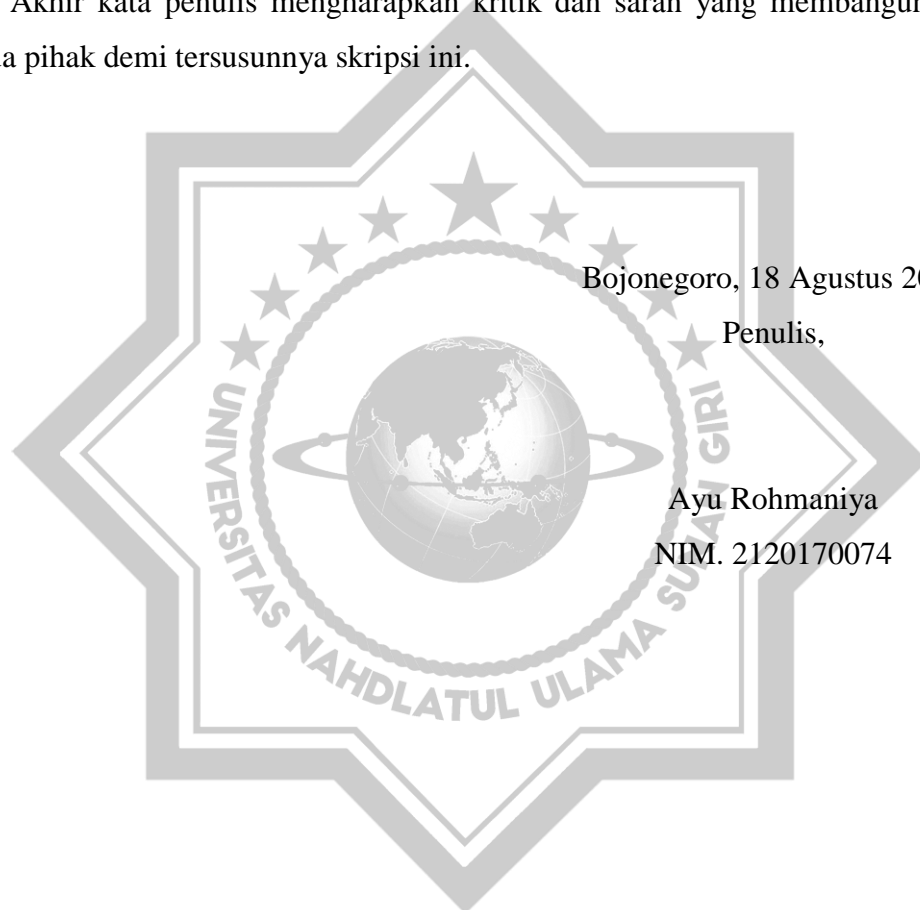 Akhir kata penulis mengharapkan kritik dan saran yang membangun
pihak demi tersusunnya skripsi ini.
Bojonegoro, 18 Agustus
Penulis,
Ayu Rohmaniya
NIM. 2120170074
UNIVERSITAS NAHDLATUL ULAMA SUNAN GIRI